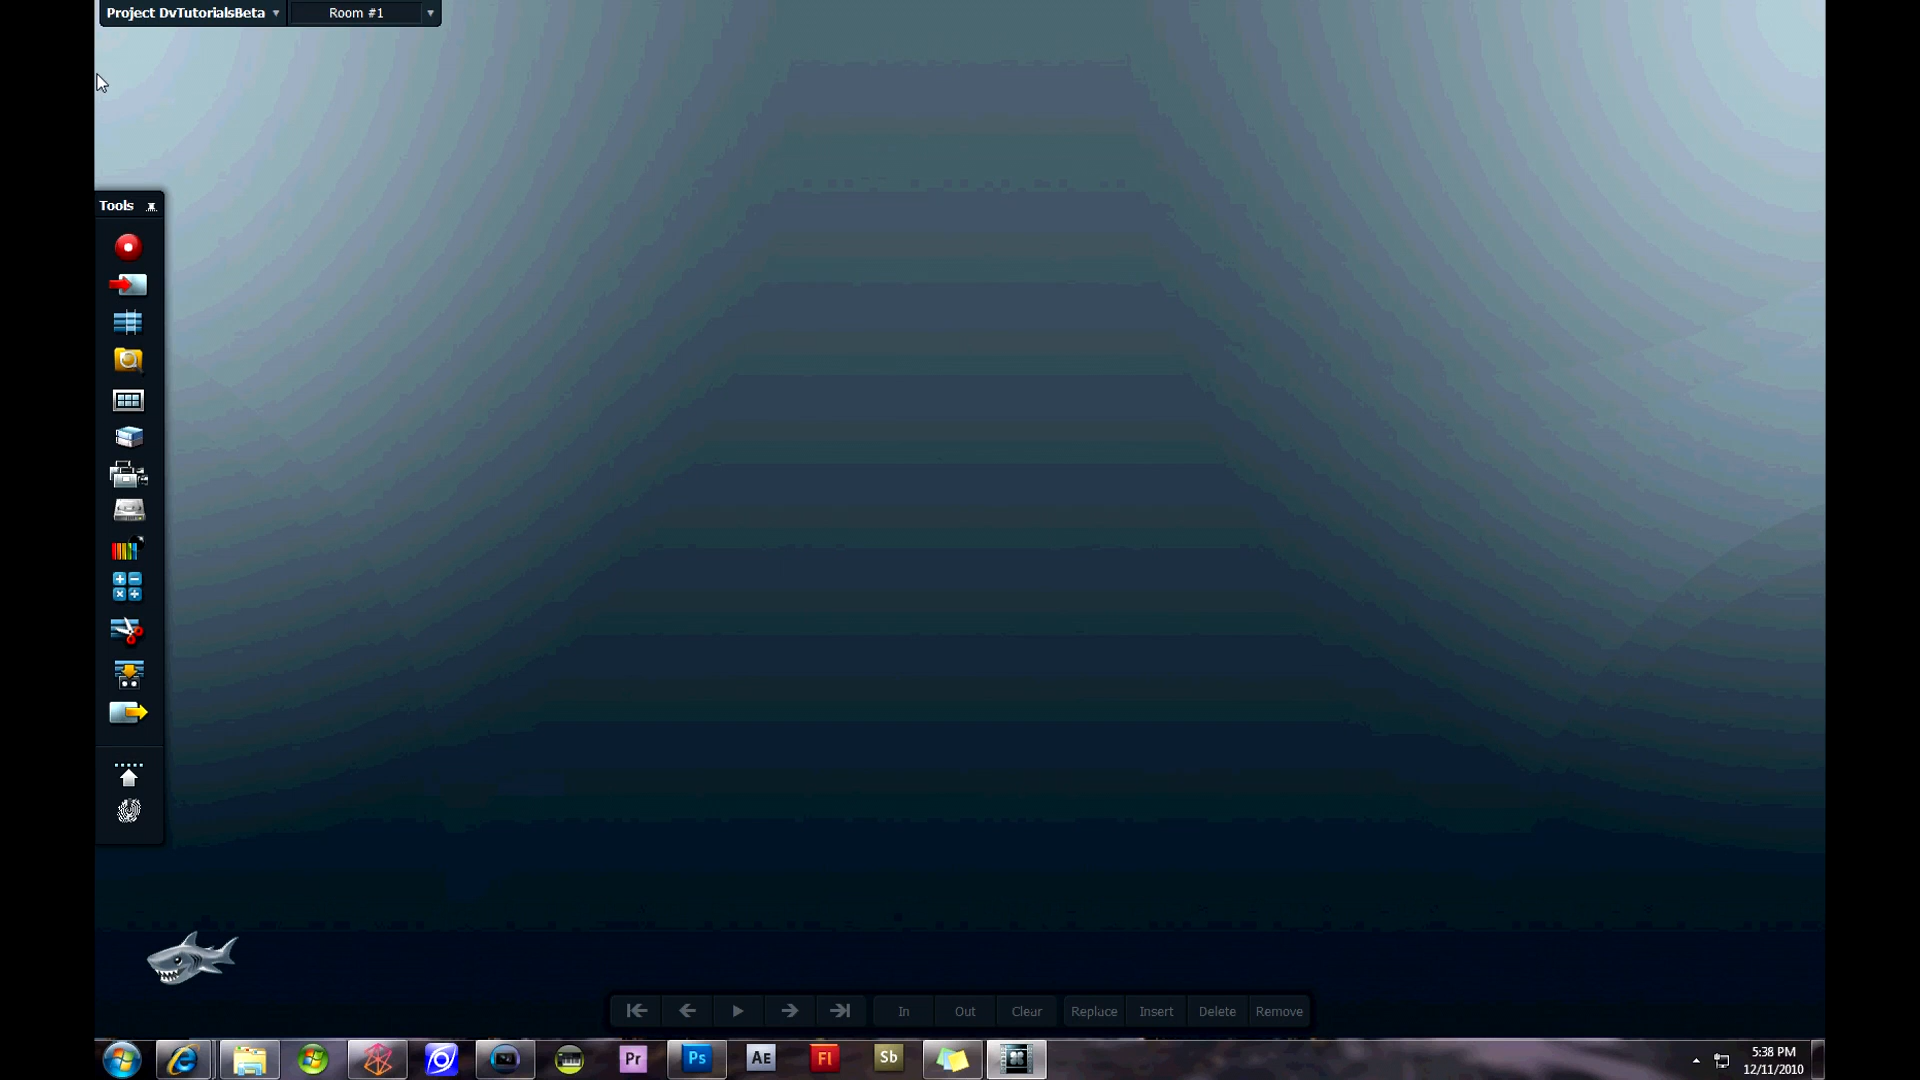 Project DvTutorialsBeta
Room #1
Tools
In
Out
Clear
Replace
Insert
Delete
Remove
Pr
Ps
AE
Fl
Sb
5:38 PM
12/11/2010